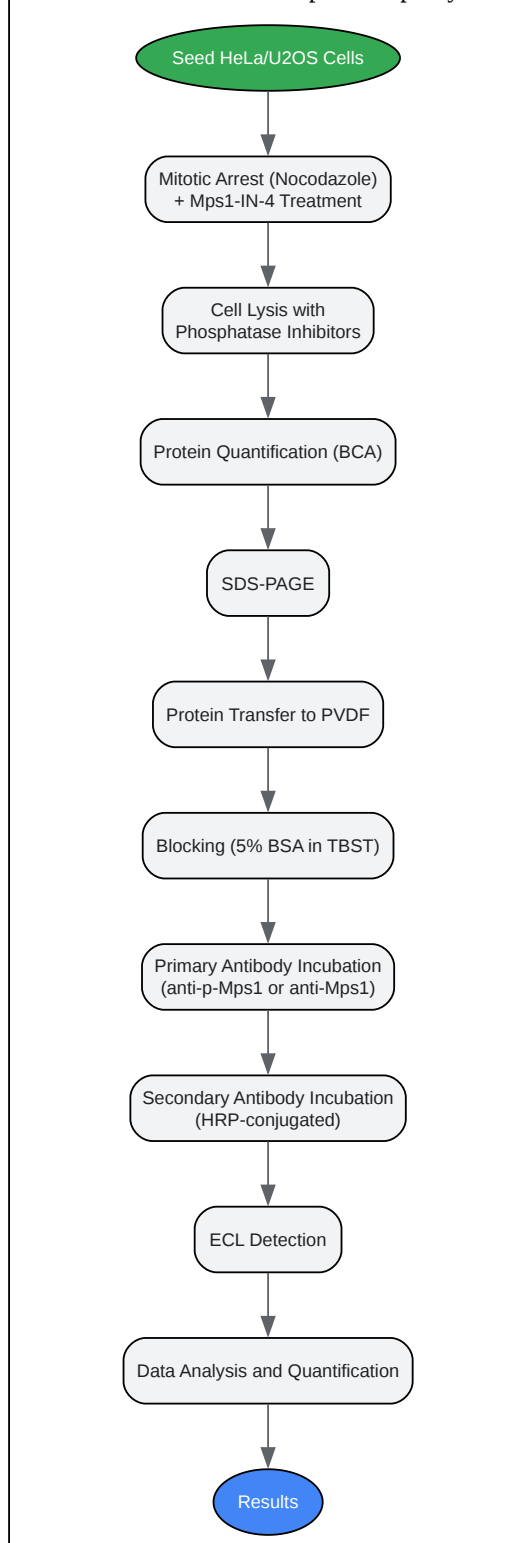 Seed HeLa/U2OS Cells
Mitotic Arrest (Nocodazole)
+ Mps1-IN-4 Treatment
Cell Lysis with
Phosphatase Inhibitors
Protein Quantification (BCA)
SDS-PAGE
Protein Transfer to PVDF
Blocking (5% BSA in TBST)
Primary Antibody Incubation
(anti-p-Mps1 or anti-Mps1)
Secondary Antibody Incubation
(HRP-conjugated)
ECL Detection
Data Analysis and Quantification
Results